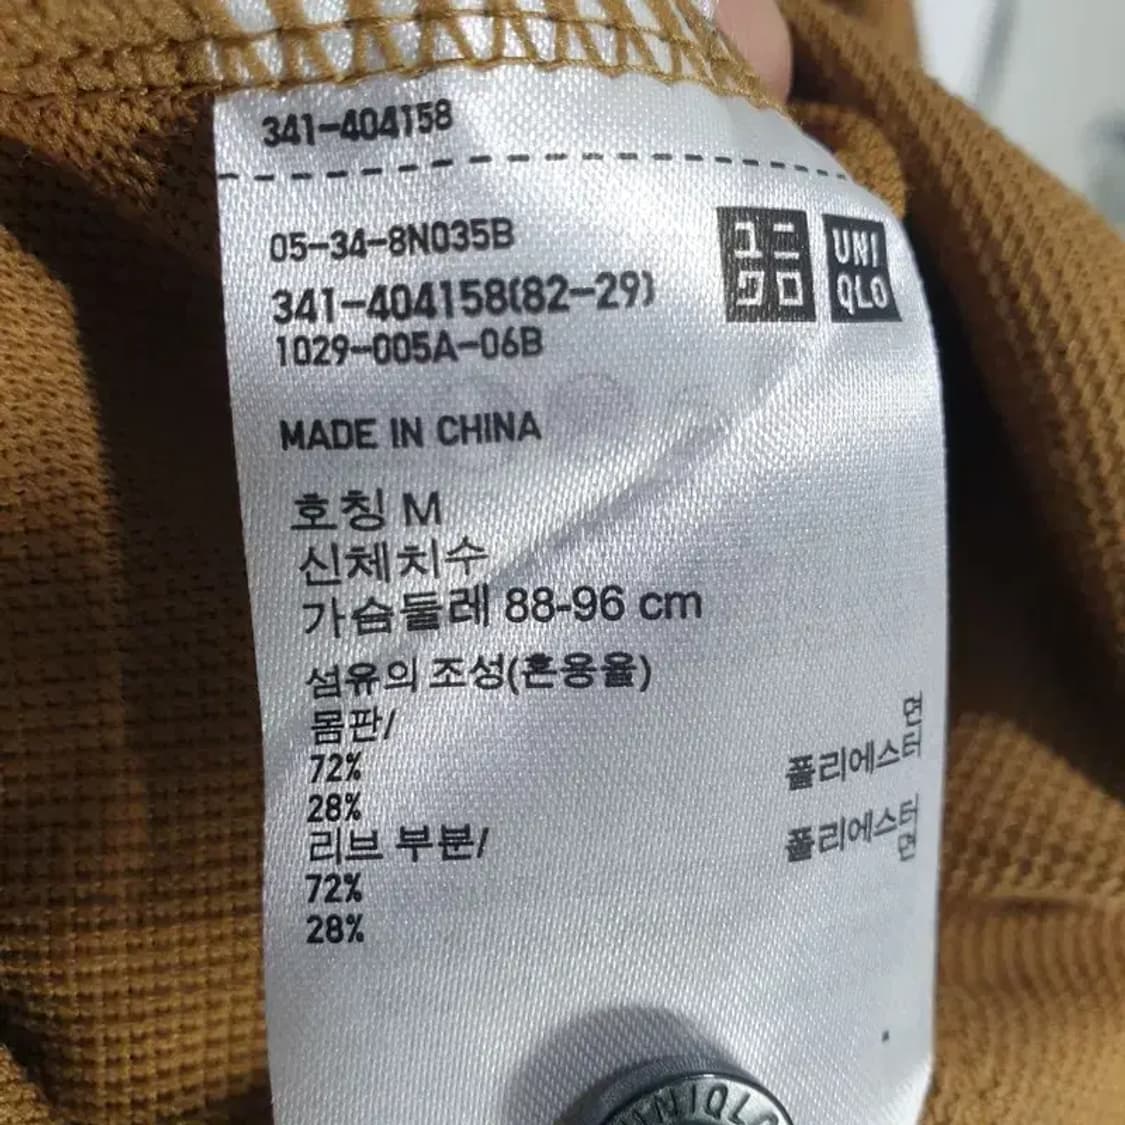 341-404158
05-34-8N035B
341-404158(82-29)
1029-005A-06B
ユニ
クロ
UNI
QLO
MADE IN CHINA
호칭 M
신체치수
가슴둘레 88-96 cm
섬유의 조성(혼용율)
몸판/ 면
72% 폴리에스터
28%
리브 부분/ 폴리에스터
72% 면
28%
UNIQLO